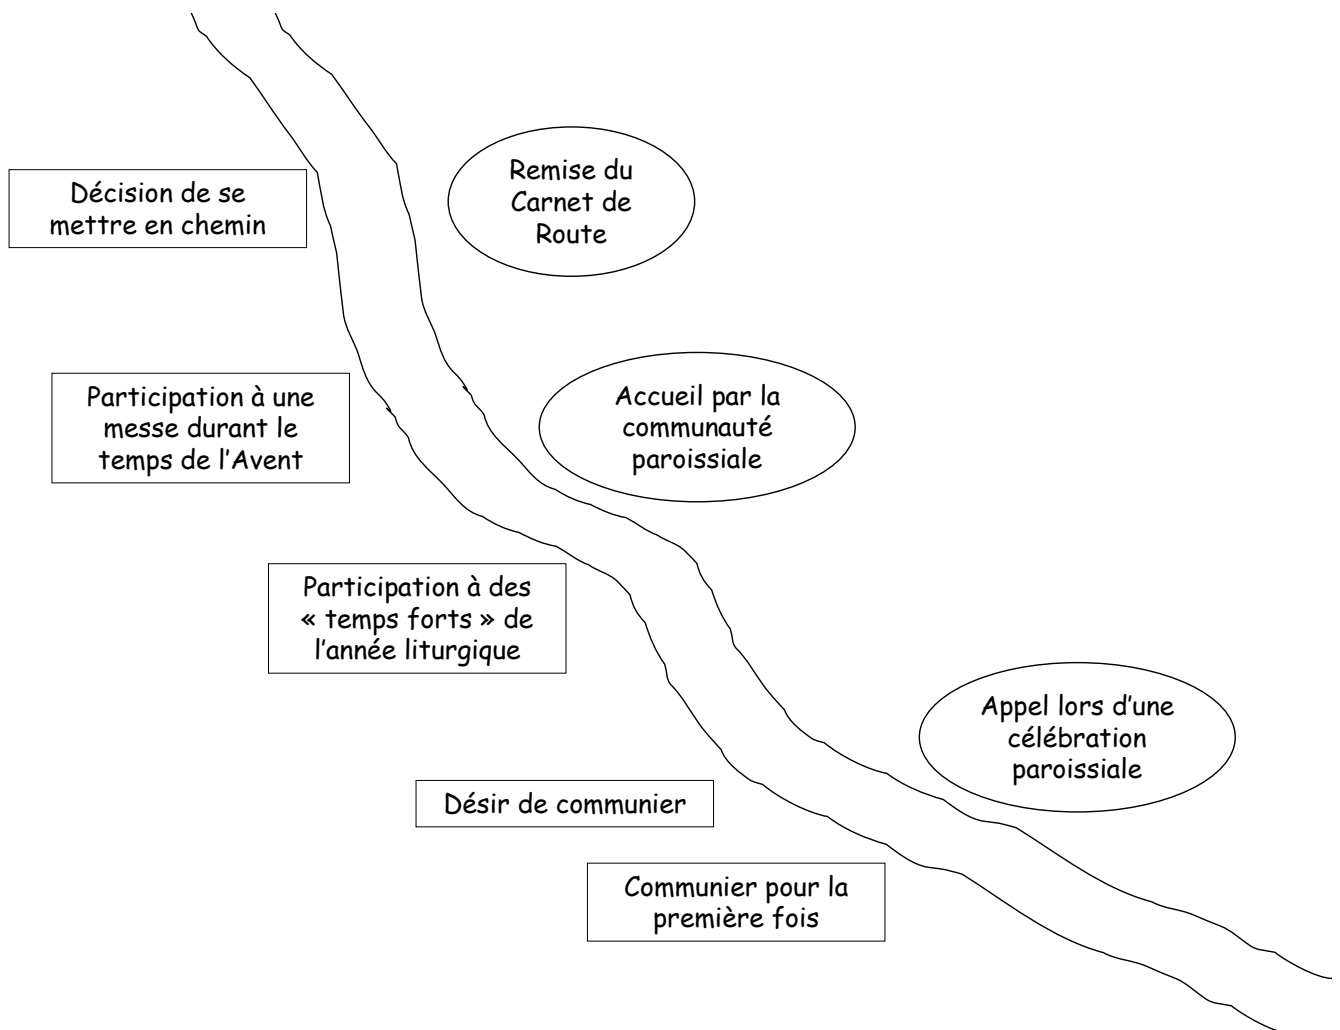 Remise du
Carnet de
Route
Décision de se
mettre en chemin
Accueil par la
communauté
paroissiale
Participation à une
messe durant le
temps de l'Avent
Participation à des
« temps forts » de
l'année liturgique
Appel lors d'une
célébration
paroissiale
Désir de communier
Communier pour la
première fois